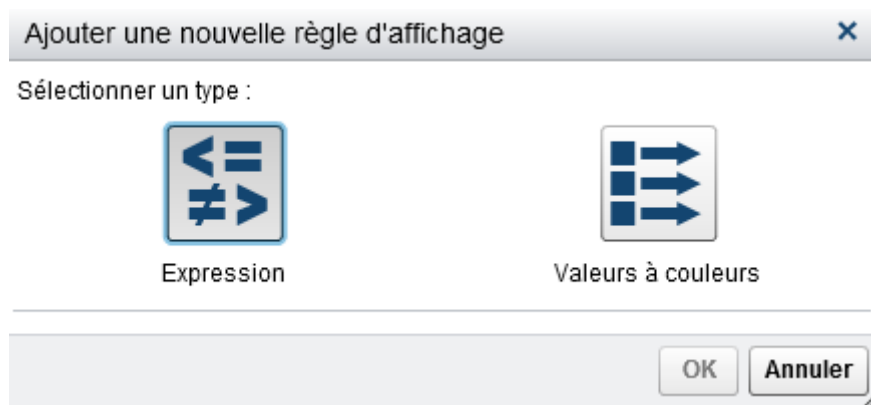 Ajouter une nouvelle règle d'affichage
Sélectionner un type :
Expression
Valeurs à couleurs
OK
Annuler